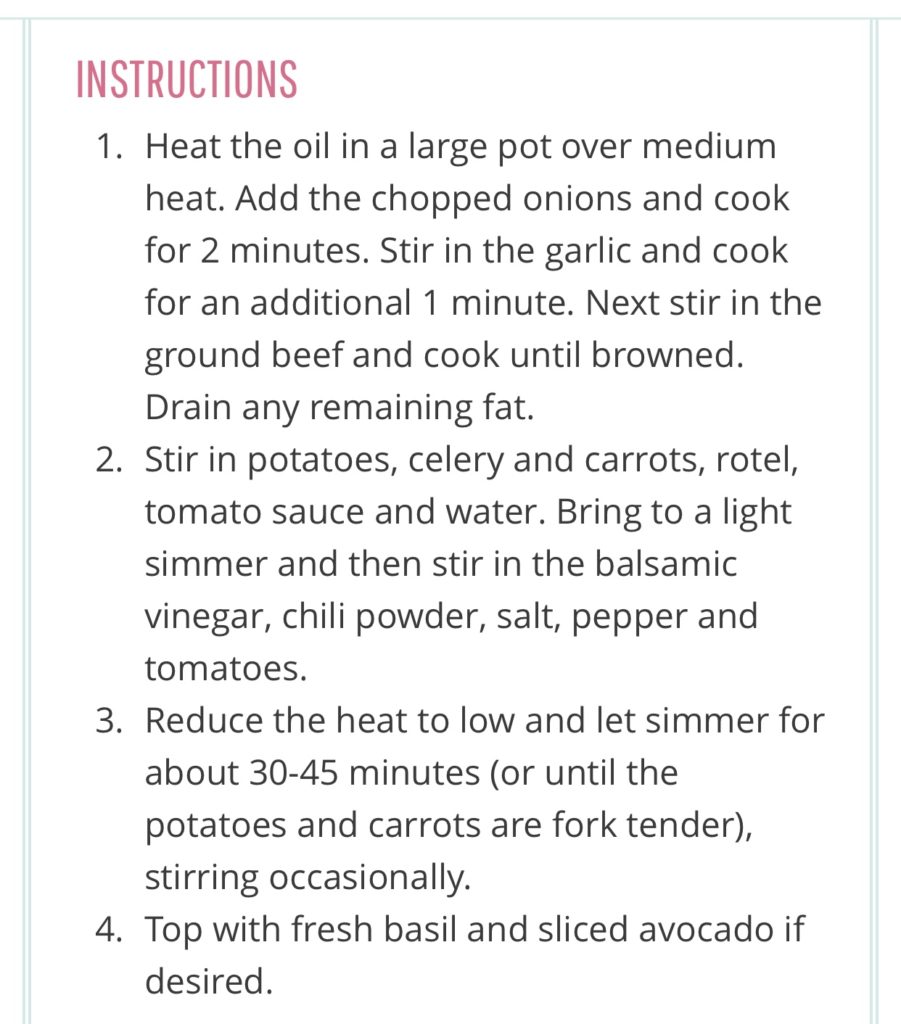 INSTRUCTIONS
1. Heat the oil in a large pot over medium
heat. Add the chopped onions and cook
for 2 minutes. Stir in the garlic and cook
for an additional 1 minute. Next stir in the
ground beef and cook until browned.
Drain any remaining fat.
2. Stir in potatoes, celery and carrots, rotel,
tomato sauce and water. Bring to a light
simmer and then stir in the balsamic
vinegar, chili powder, salt, pepper and
tomatoes.
3. Reduce the heat to low and let simmer for
about 30-45 minutes (or until the
potatoes and carrots are fork tender),
stirring occasionally.
4. Top with fresh basil and sliced avocado if
desired.